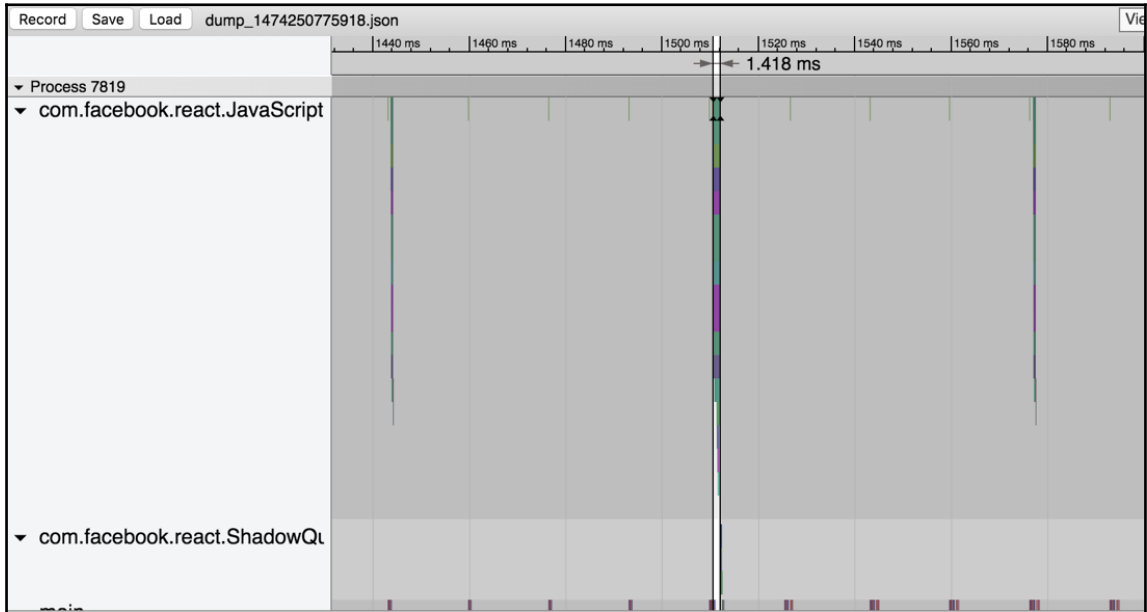 Record Save Load dump_1474250775918.json Vie
1440 ms 1460 ms 1480 ms 1500 ms 1520 ms 1540 ms 1560 ms 1580 ms
1.418 ms
Process 7819
com.facebook.react.JavaScript
com.facebook.react.ShadowQu
main